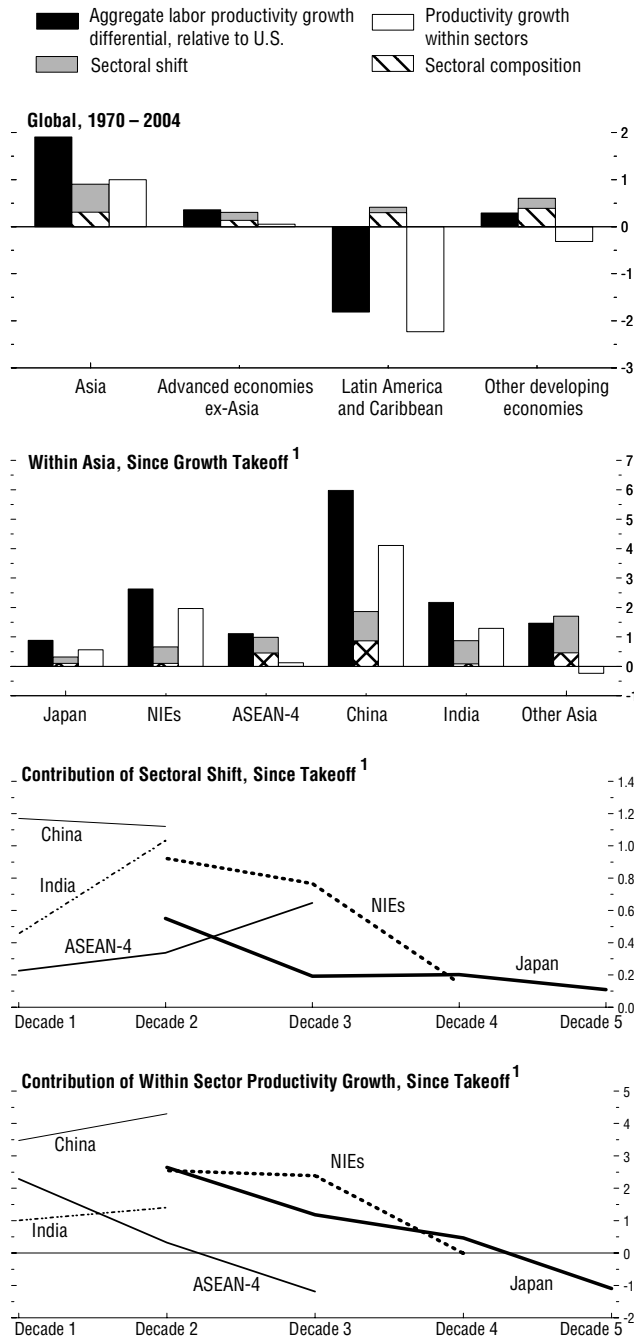 Aggregate labor productivity growth
differential, relative to U.S.
Productivity growth
within sectors
Sectoral shift
Sectoral composition
Global, 1970 – 2004
2
1
0
-1
-2
-3
Asia
Advanced economies
ex-Asia
Latin America
and Caribbean
Other developing
economies
Within Asia, Since Growth Takeoff 1
7
6
5
4
3
2
1
0
-1
Japan
NIEs
ASEAN-4
China
India
Other Asia
Contribution of Sectoral Shift, Since Takeoff 1
1.4
1.2
1.0
0.8
0.6
0.4
0.2
0.0
China
India
ASEAN-4
NIEs
Japan
Decade 1
Decade 2
Decade 3
Decade 4
Decade 5
Contribution of Within Sector Productivity Growth, Since Takeoff 1
5
4
3
2
1
0
-1
-2
China
NIEs
India
ASEAN-4
Japan
Decade 1
Decade 2
Decade 3
Decade 4
Decade 5